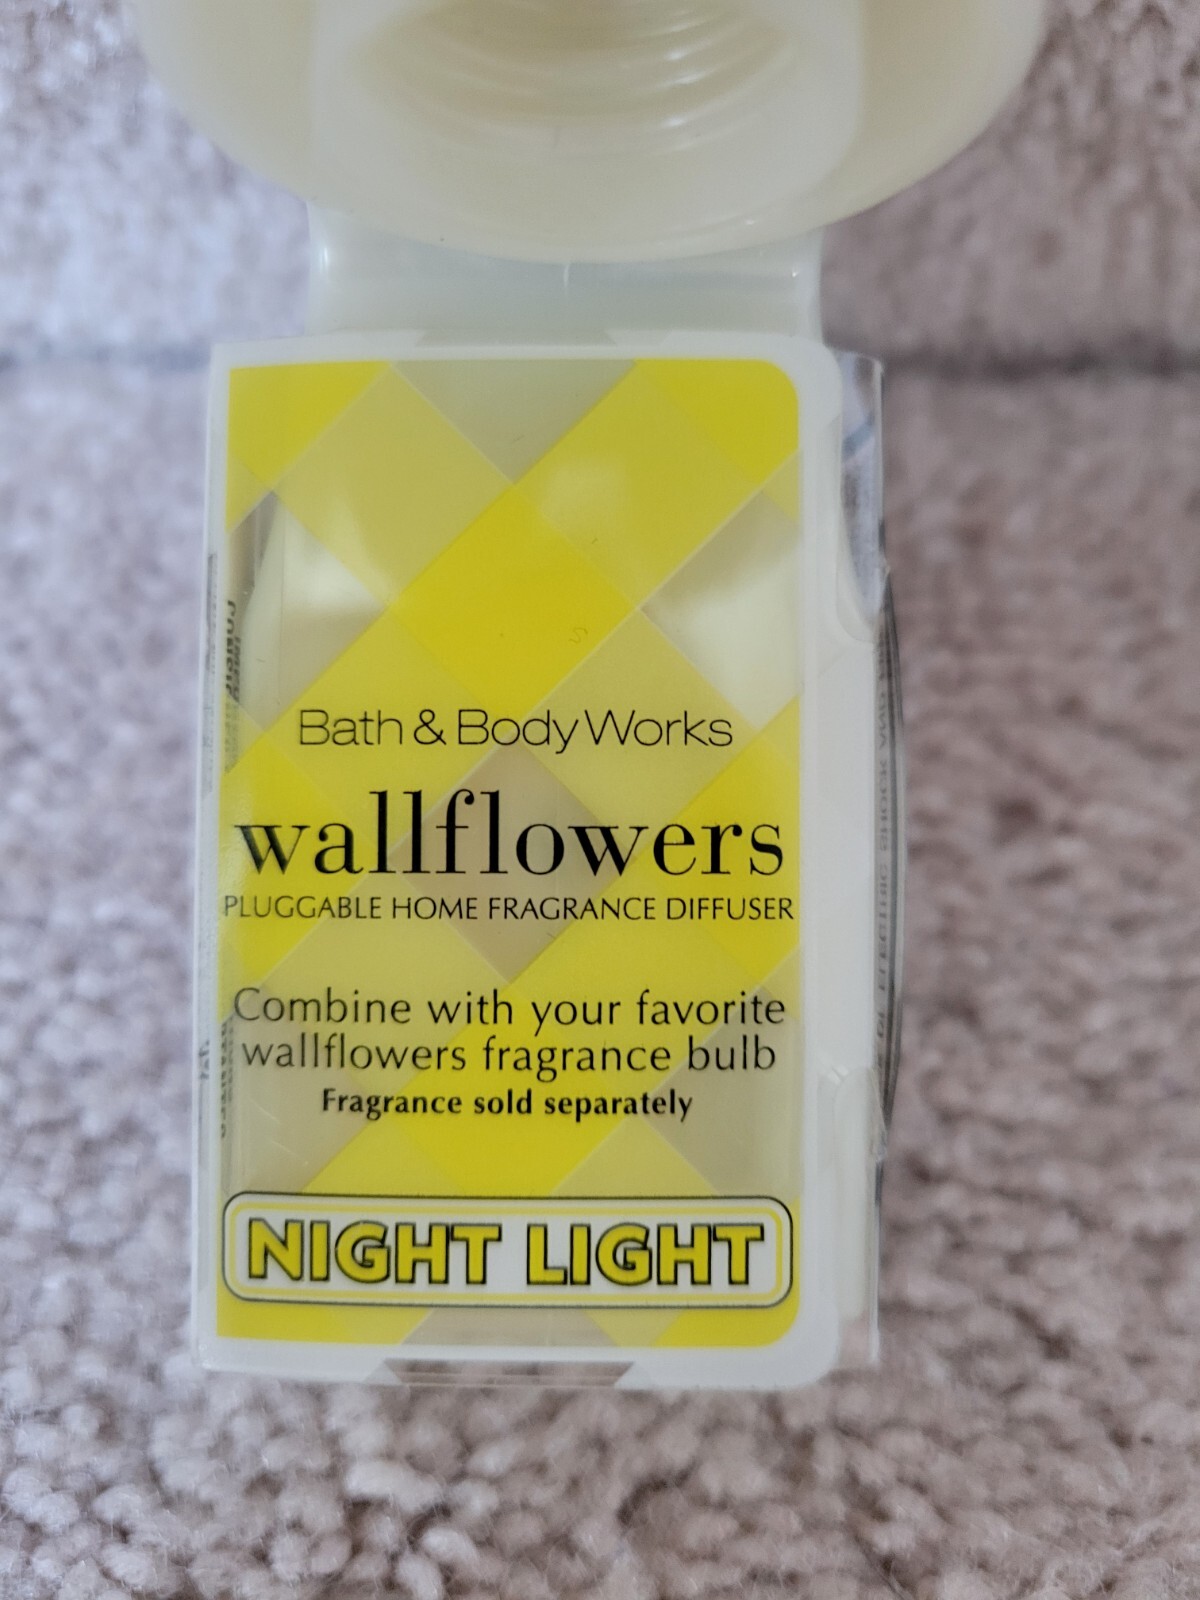 Bath & Body Works
wallflowers
PLUGGABLE HOME FRAGRANCE DIFFUSER
Combine with your favorite
wallflowers fragrance bulb
Fragrance sold separately
NIGHT LIGHT